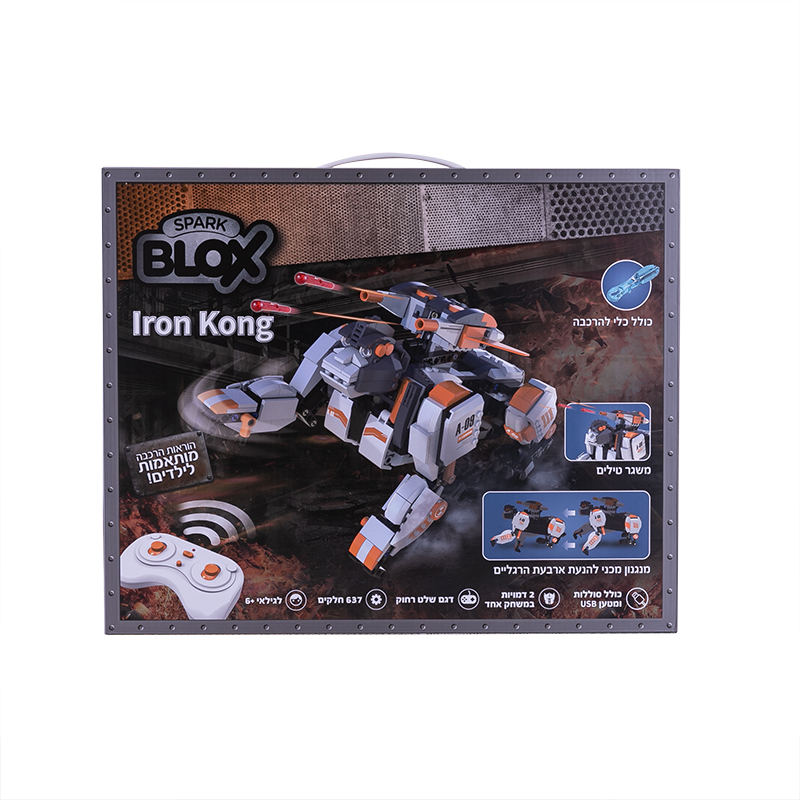 SPARK
BLOX
Iron Kong
כולל כלי להרכבה
A-09
משגר טילים
הוראות הרכבה
מותאמות
לילדים!
מנגנון מכני להנעת ארבעת הרגליים
כולל סוללות
ומטען USB
2 דמויות
במשחק אחד
דגם שלט רחוק
637 חלקים
לגילאי 6+